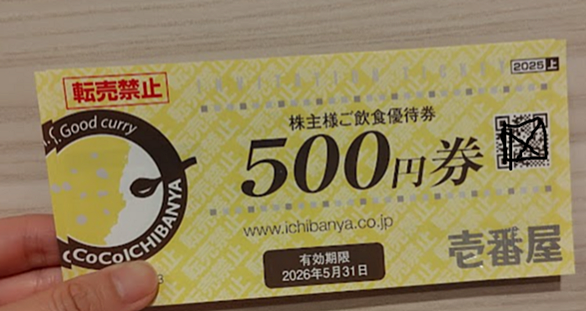 転売禁止
INVITATION TICKET
2025上
Good curry
株主様ご飲食優待券
500円券
CoCoICHIBANYA
www.ichibanya.co.jp
壱番屋
有効期限
2026年5月31日